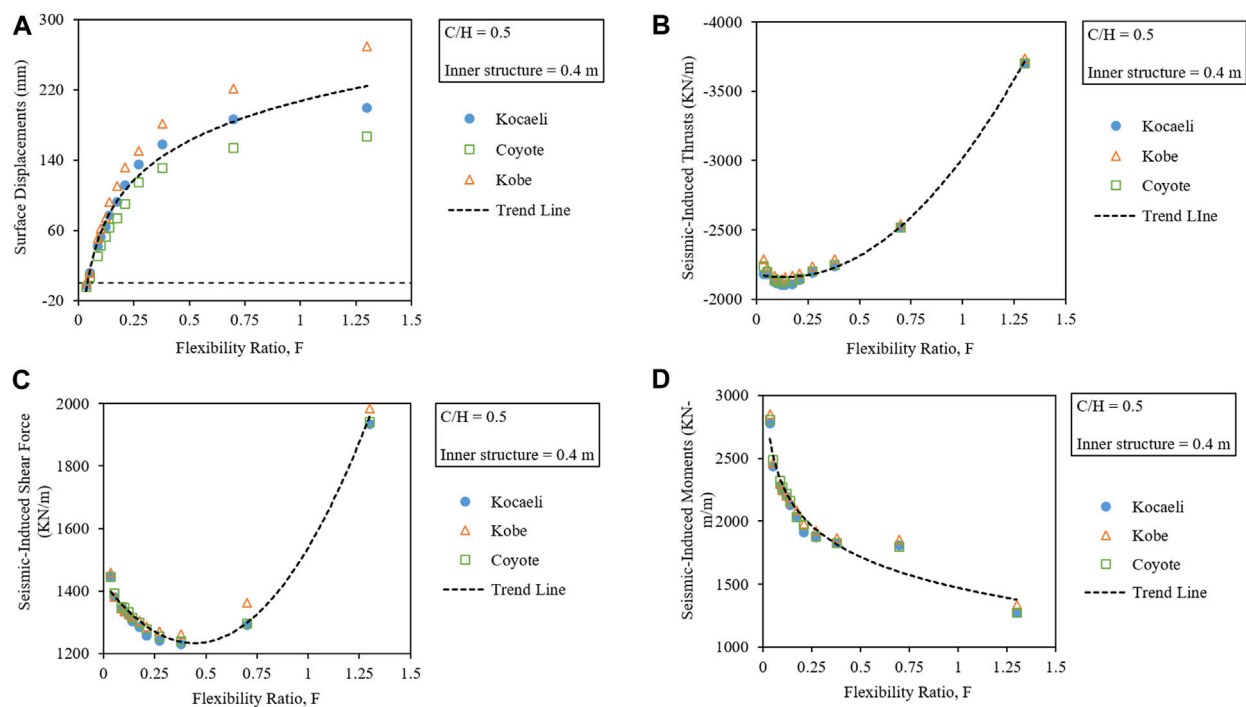 A
Surface Displacements (mm)
300
220
140
60
-20
0
0.25
0.5
0.75
1
1.25
1.5
Flexibility Ratio, F
C/H = 0.5
Inner structure = 0.4 m
Kocaeli
Coyote
Kobe
Trend Line
B
Seismic-Induced Thrusts (KN/m)
-4000
-3500
-3000
-2500
-2000
0
0.25
0.5
0.75
1
1.25
1.5
Flexibility Ratio, F
C/H = 0.5
Inner structure = 0.4 m
Kocaeli
Kobe
Coyote
Trend LIne
C
Seismic-Induced Shear Force
(KN/m)
2000
1800
1600
1400
1200
0
0.25
0.5
0.75
1
1.25
1.5
Flexibility Ratio, F
C/H = 0.5
Inner structure = 0.4 m
Kocaeli
Kobe
Coyote
Trend Line
D
Seismic-Induced Moments (KN-
m/m)
3000
2500
2000
1500
1000
0
0.25
0.5
0.75
1
1.25
1.5
Flexibility Ratio, F
C/H = 0.5
Inner structure = 0.4 m
Kocaeli
Kobe
Coyote
Trend Line